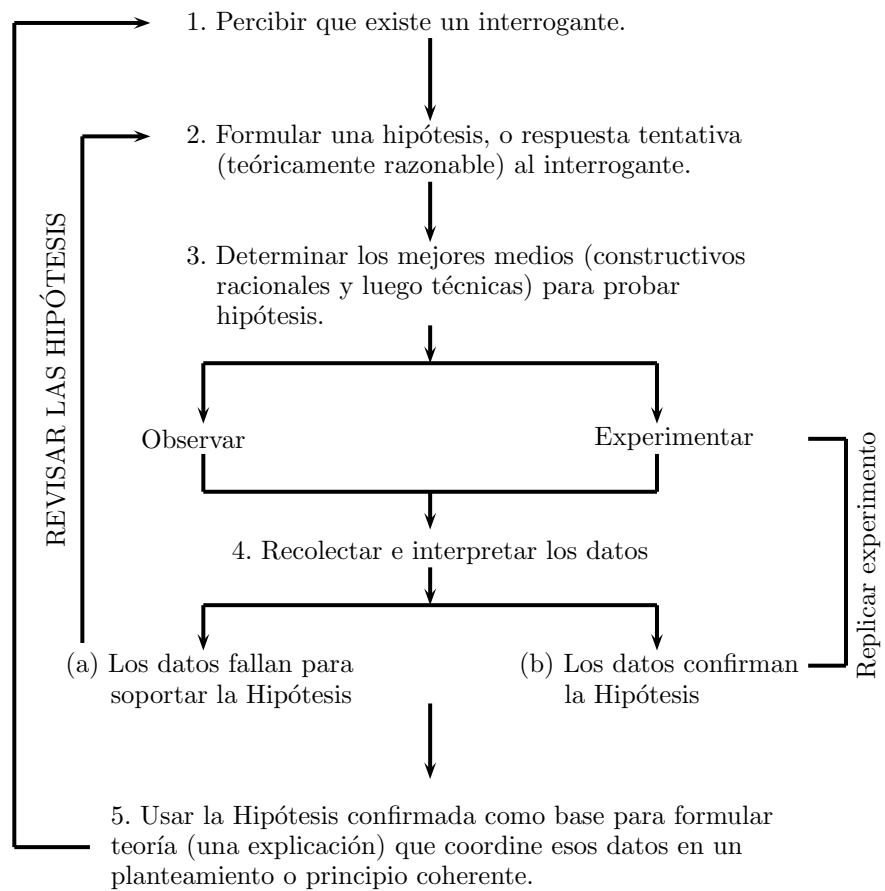 1. Percibir que existe un interrogante.
2. Formular una hipótesis, o respuesta tentativa
(teóricamente razonable) al interrogante.
3. Determinar los mejores medios (constructivos
racionales y luego técnicas) para probar
hipótesis.
REVISAR LAS HIPÓTESIS
Observar
Experimentar
Replicar experimento
4. Recolectar e interpretar los datos
(a) Los datos fallan para
soportar la Hipótesis
(b) Los datos confirman
la Hipótesis
5. Usar la Hipótesis confirmada como base para formular
teoría (una explicación) que coordine esos datos en un
planteamiento o principio coherente.